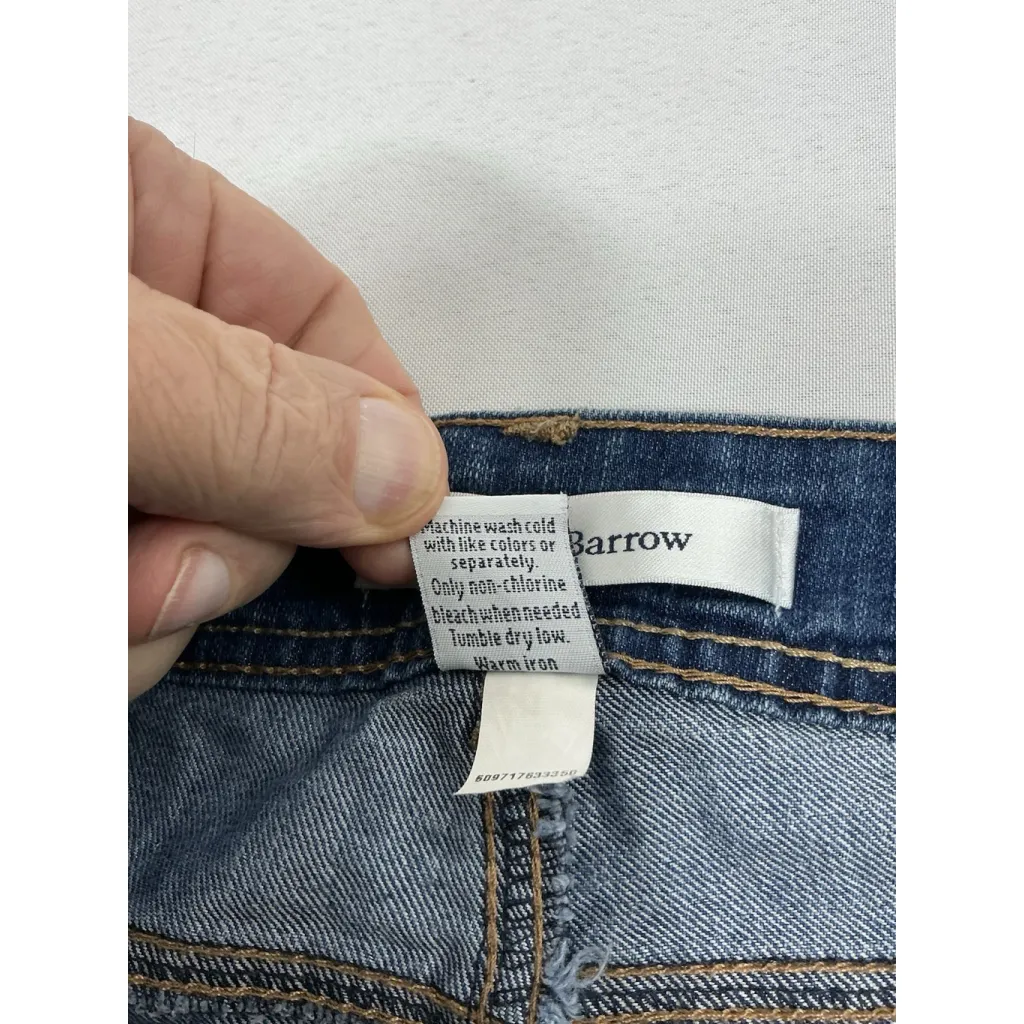 Machine wash cold
with like colors or
separately.
Only non-chlorine
bleach when needed
Tumble dry low.
Warm iron
Barrow
609717633350